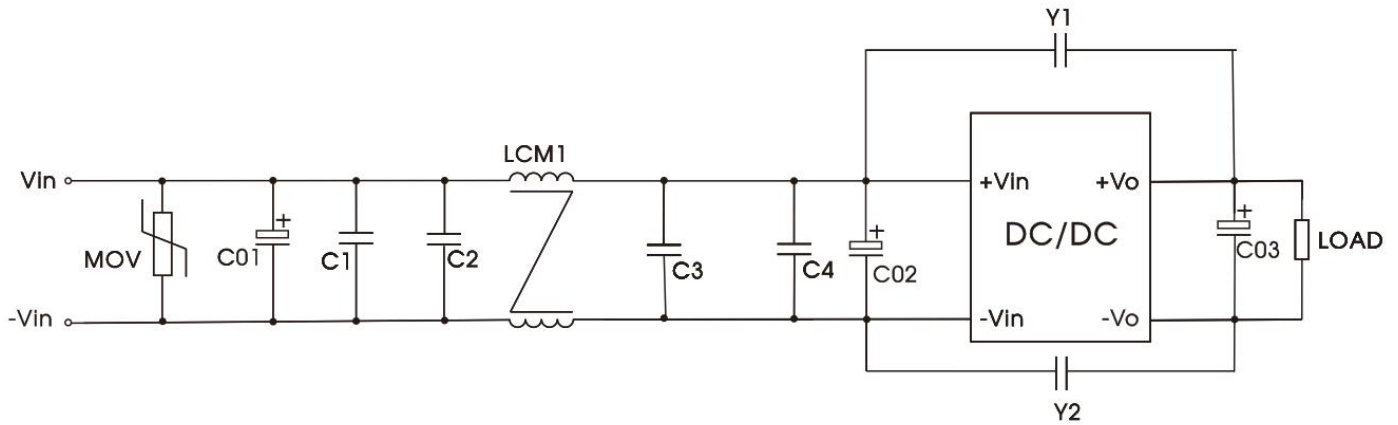 Y1
LCM1
Vin
+Vin
+Vo
MOV
+
C01
C1
C2
C3
C4
+
C02
DC/DC
+
C03
LOAD
-Vin
-Vin
-Vo
Y2